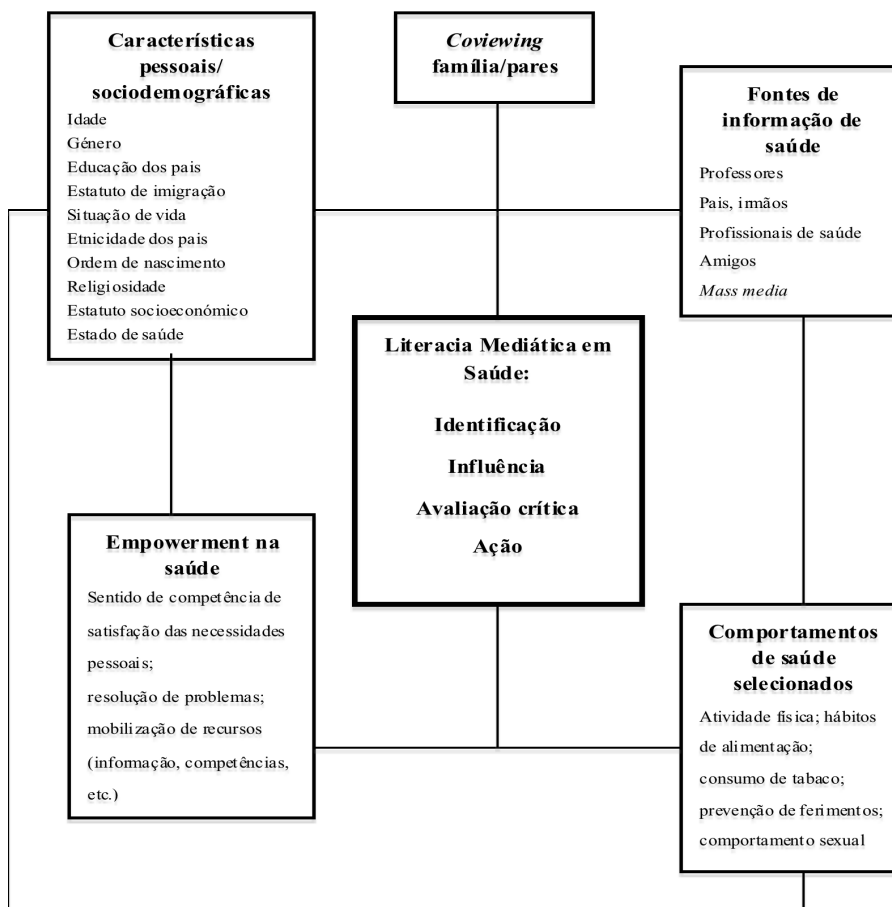 Características
pessoais/
sociodemográficas
Idade
Género
Educação dos pais
Estatuto de imigração
Situação de vida
Etnicidade dos pais
Ordem de nascimento
Religiosidade
Estatuto socioeconómico
Estado de saúde
Coviewing
família/pares
Fontes de
informação de
saúde
Professores
Pais, irmãos
Profissionais de saúde
Amigos
Mass media
Literacia Mediática em
Saúde:
Identificação
Influência
Avaliação crítica
Ação
Empowerment na
saúde
Sentido de competência de
satisfação das necessidades
pessoais;
resolução de problemas;
mobilização de recursos
(informação, competências,
etc.)
Comportamentos
de saúde
selecionados
Atividade física; hábitos
de alimentação;
consumo de tabaco;
prevenção de ferimentos;
comportamento sexual